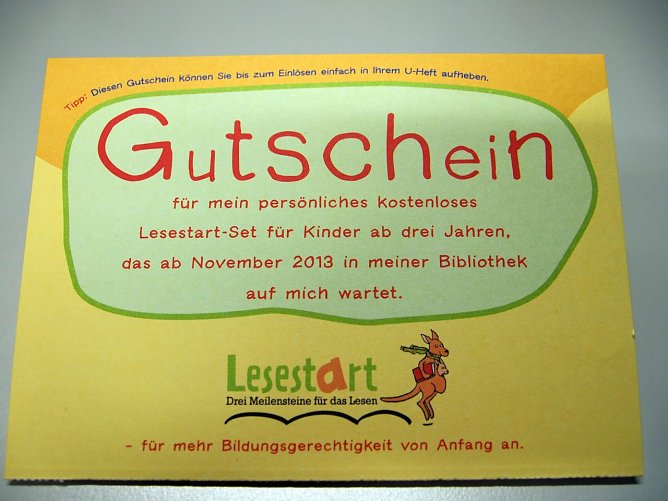 Tipp: Diesen Gutschein können Sie bis zum Einlösen einfach in Ihrem U-Heft aufheben.
Gutschein
für mein persönliches kostenloses
Lesestart-Set für Kinder ab drei Jahren,
das ab November 2013 in meiner Bibliothek
auf mich wartet.
Lesestart
Drei Meilensteine für das Lesen
- für mehr Bildungsgerechtigkeit von Anfang an.